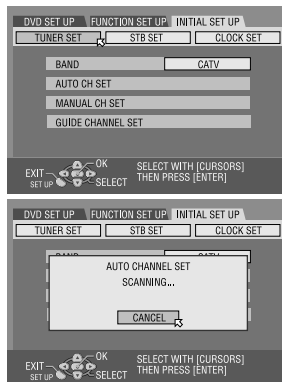 DVD SET UP FUNCTION SET UP INITIAL SET UP
TUNER SET STB SET CLOCK SET
BAND CATV
AUTO CH SET
MANUAL CH SET
GUIDE CHANNEL SET
EXIT OK SELECT WITH [CURSORS]
SET UP SELECT THEN PRESS [ENTER]
DVD SET UP FUNCTION SET UP INITIAL SET UP
TUNER SET STB SET CLOCK SET
BAND CATV
AUTO CHANNEL SET
SCANNING...
CANCEL
EXIT OK SELECT WITH [CURSORS]
SET UP SELECT THEN PRESS [ENTER]